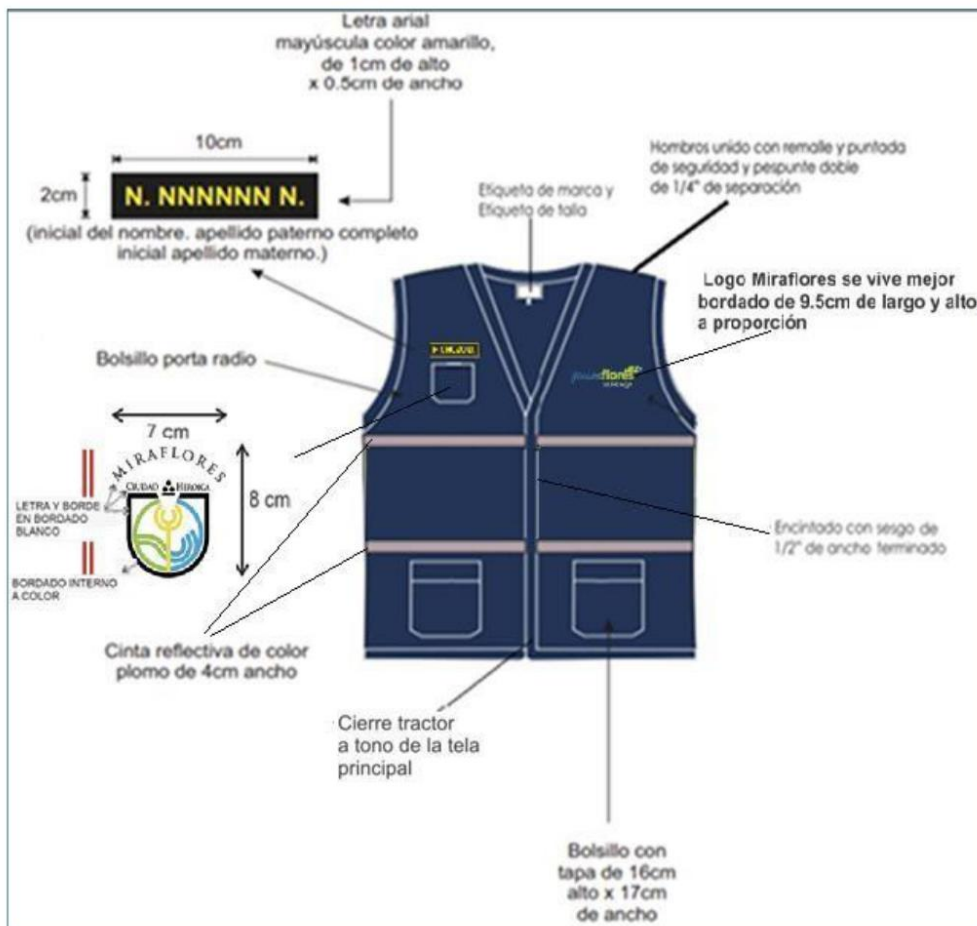 Letra arial
mayúscula color amarillo,
de 1cm de alto
x 0.5cm de ancho
10cm
2cm
N. NNNNNN N.
(inicial del nombre. apellido paterno completo
inicial apellido materno.)
Etiqueta de marca y
Etiqueta de talla
Hombros unido con remalle y puntada
de seguridad y pespunte doble
de 1/4" de separación
Logo Miraflores se vive mejor
bordado de 9.5cm de largo y alto
a proporción
Bolsillo porta radio
miraflores
7 cm
MIRAFLORES
CIUDAD HEROICA
8 cm
LETRA Y BORDE
EN BORDADO
BLANCO
BORDADO INTERNO
A COLOR
Encintado con sesgo de
1/2" de ancho terminado
Cinta reflectiva de color
plomo de 4cm ancho
Cierre tractor
a tono de la tela
principal
Bolsillo con
tapa de 16cm
alto x 17cm
de ancho